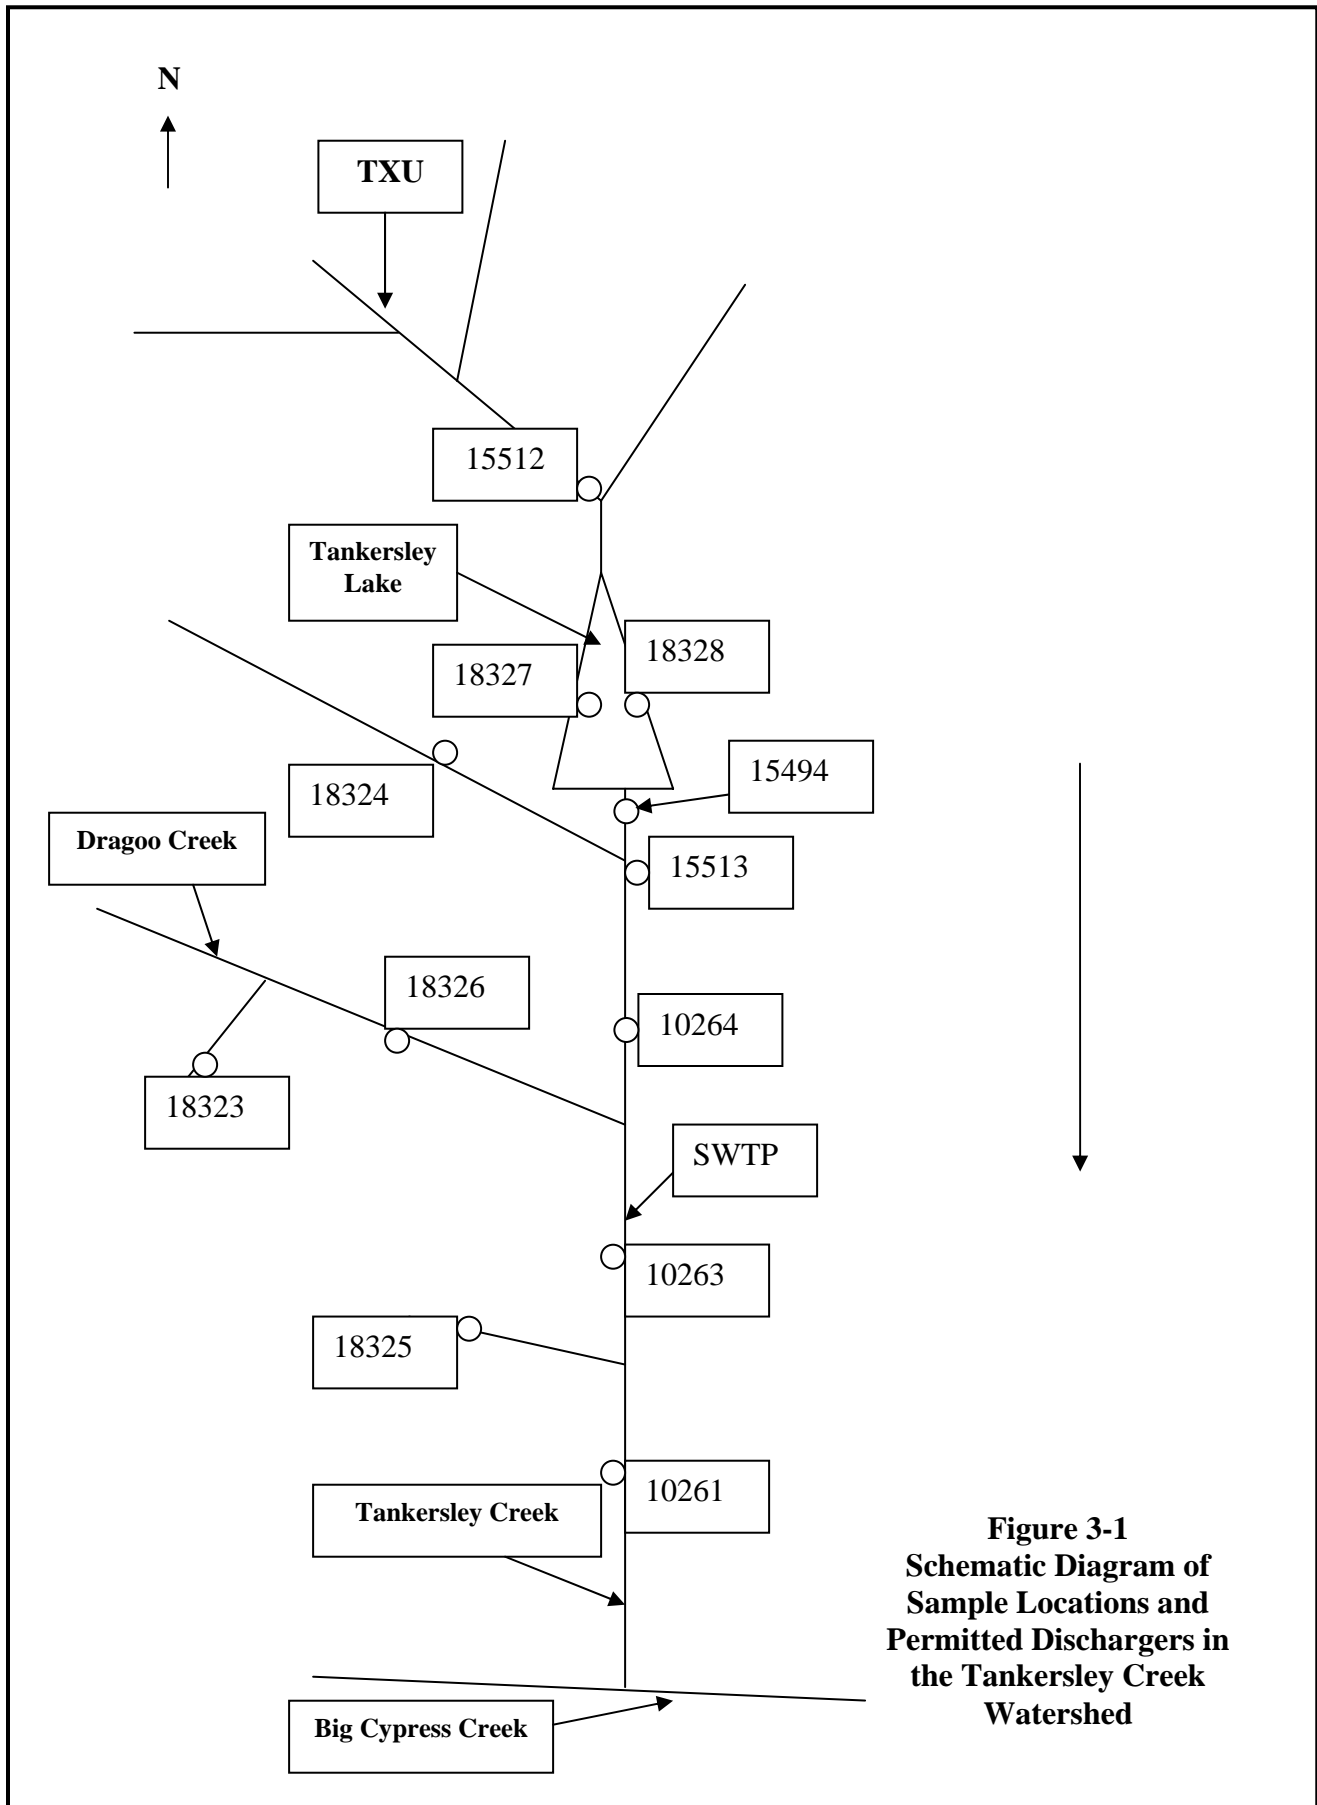 N
TXU
15512
Tankersley
Lake
18328
18327
15494
18324
Dragoo Creek
15513
18326
10264
18323
SWTP
10263
18325
10261
Tankersley Creek
Figure 3-1
Schematic Diagram of
Sample Locations and
Permitted Dischargers in
the Tankersley Creek
Watershed
Big Cypress Creek